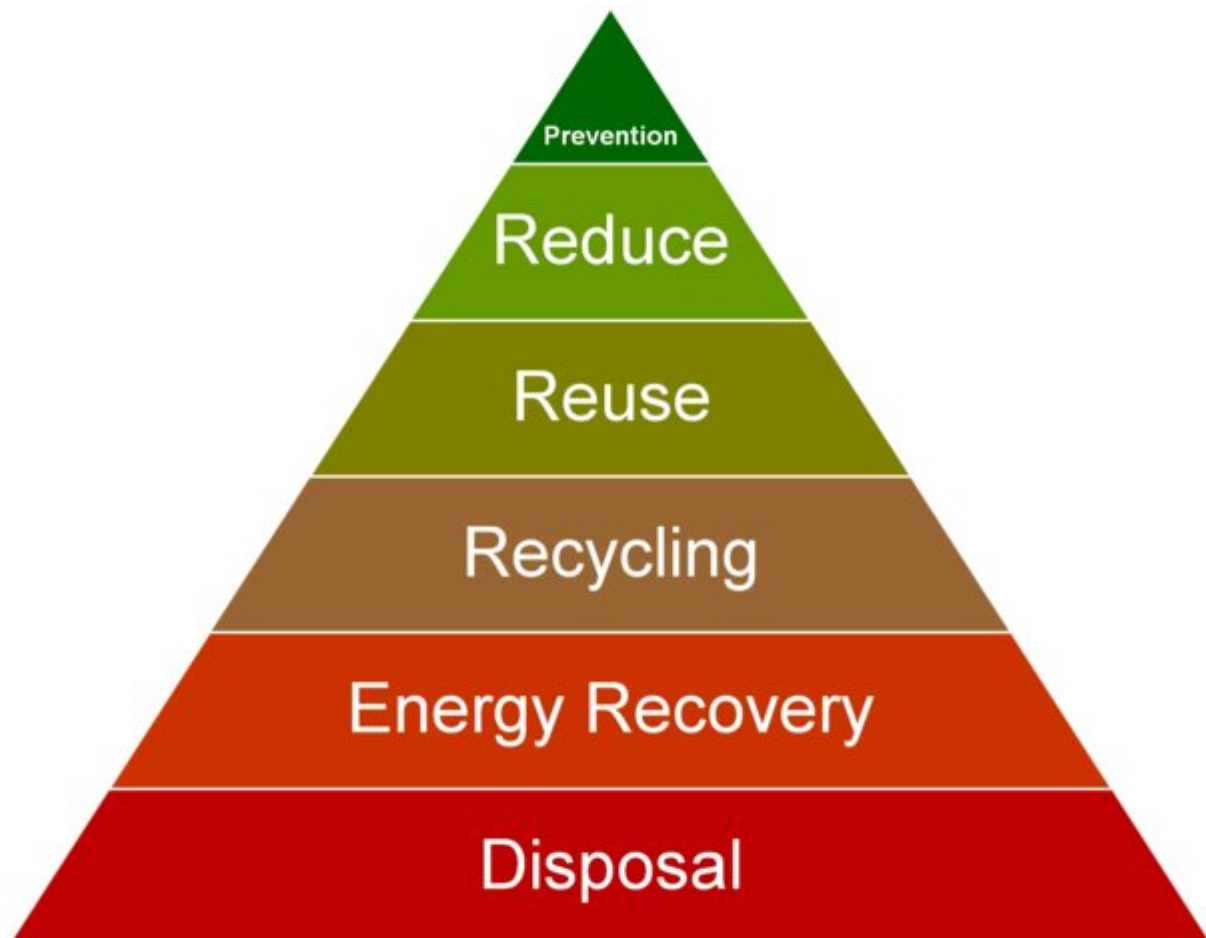 Prevention
Reduce
Reuse
Recycling
Energy Recovery
Disposal